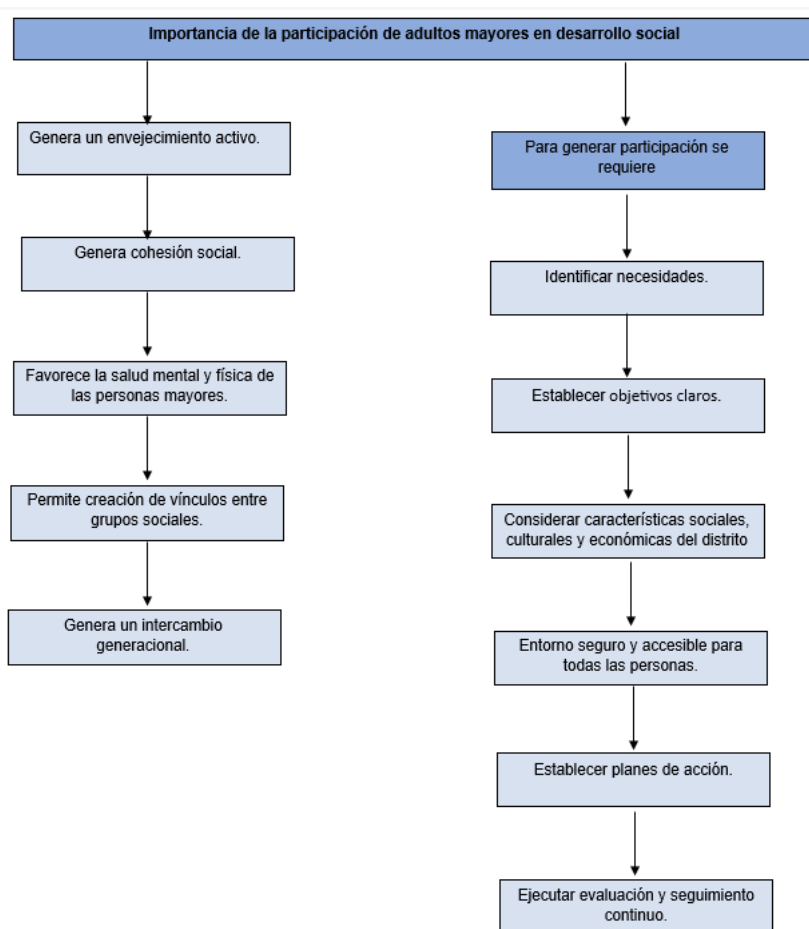 Importancia de la participación de adultos mayores en desarrollo social
Genera un envejecimiento activo.
Genera cohesión social.
Favorece la salud mental y física de
las personas mayores.
Permite creación de vínculos entre
grupos sociales.
Genera un intercambio
generacional.
Para generar participación se
requiere
Identificar necesidades.
Establecer objetivos claros.
Considerar características sociales,
culturales y económicas del distrito
Entorno seguro y accesible para
todas las personas.
Establecer planes de acción.
Ejecutar evaluación y seguimiento
continuo.